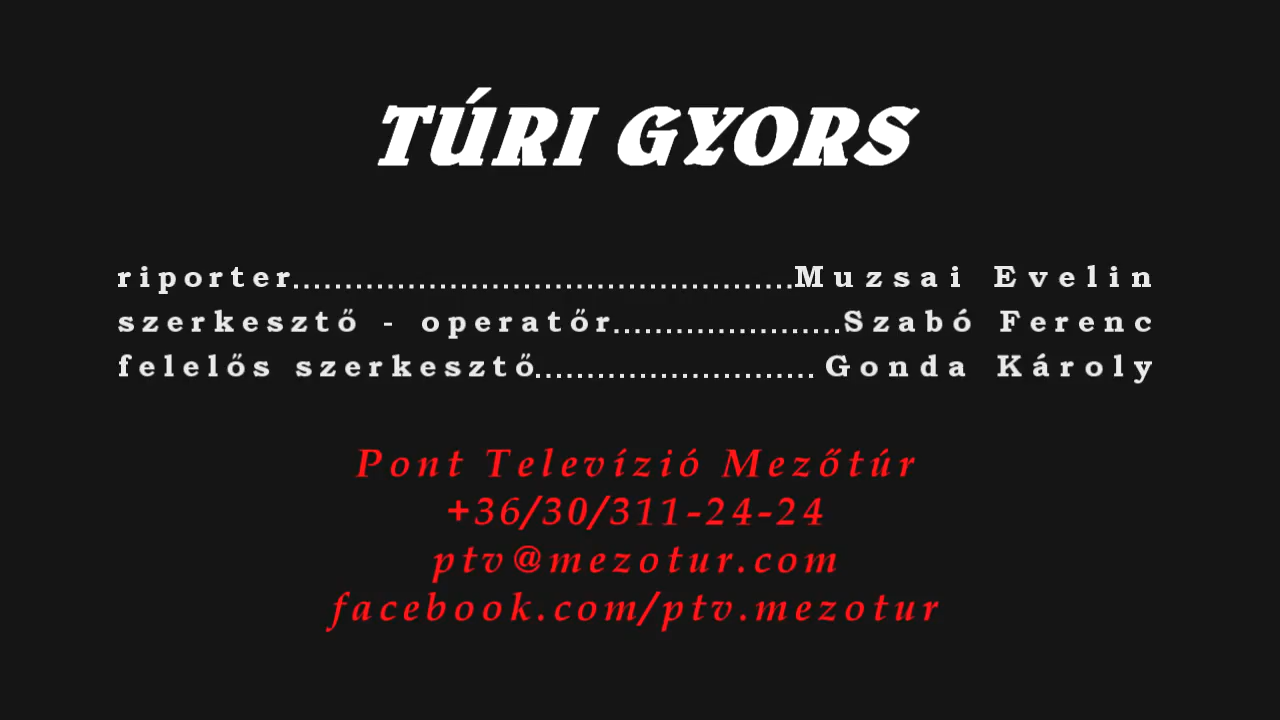 TÚRI GYORS
riporter................................................Muzsai Evelin
szerkesztő - operatőr......................Szabó Ferenc
felelős szerkesztő........................... Gonda Károly
Pont Televízió Mezőtúr
+36/30/311-24-24
ptv@mezotur.com
facebook.com/ptv.mezotur